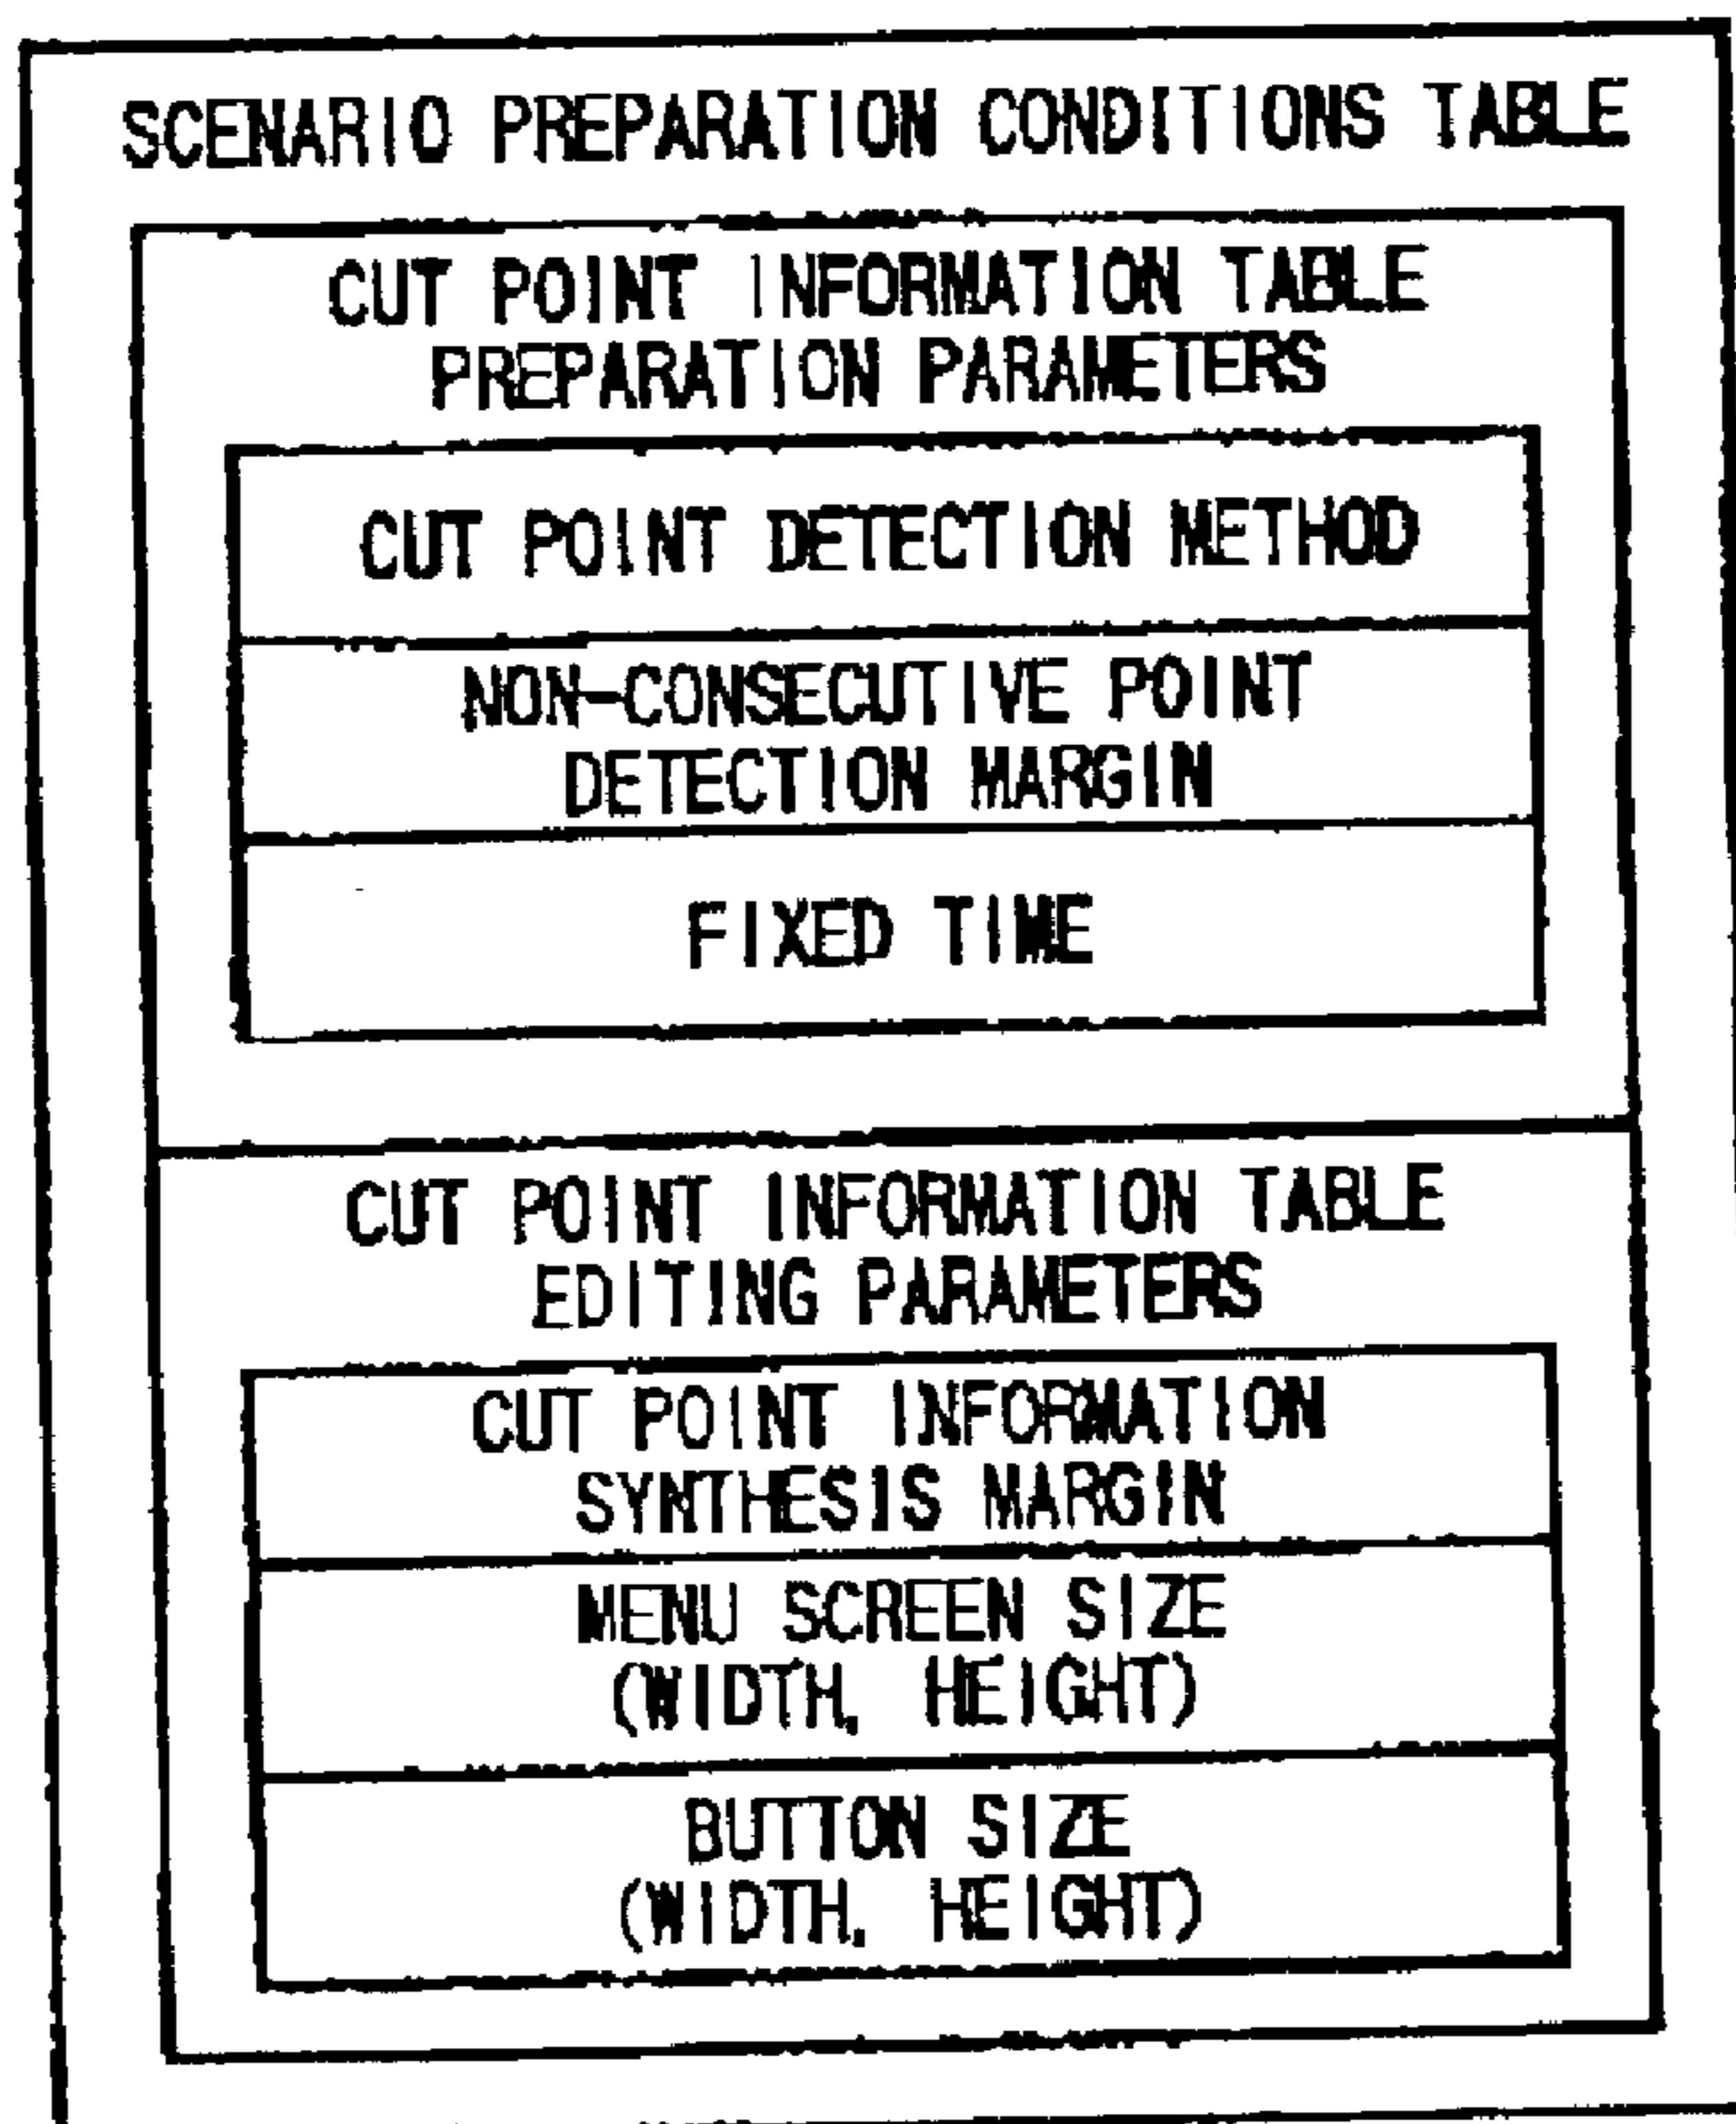 SCENARIO PREPARATION CONDITIONS TABLE
CUT POINT INFORMATION TABLE
PREPARATION PARAMETERS
CUT POINT DETECTION METHOD
NON-CONSECUTIVE POINT
DETECTION MARGIN
FIXED TIME
CUT POINT INFORMATION TABLE
EDITING PARAMETERS
CUT POINT INFORMATION
SYNTHESIS MARGIN
MENU SCREEN SIZE
(WIDTH, HEIGHT)
BUTTON SIZE
(WIDTH, HEIGHT)